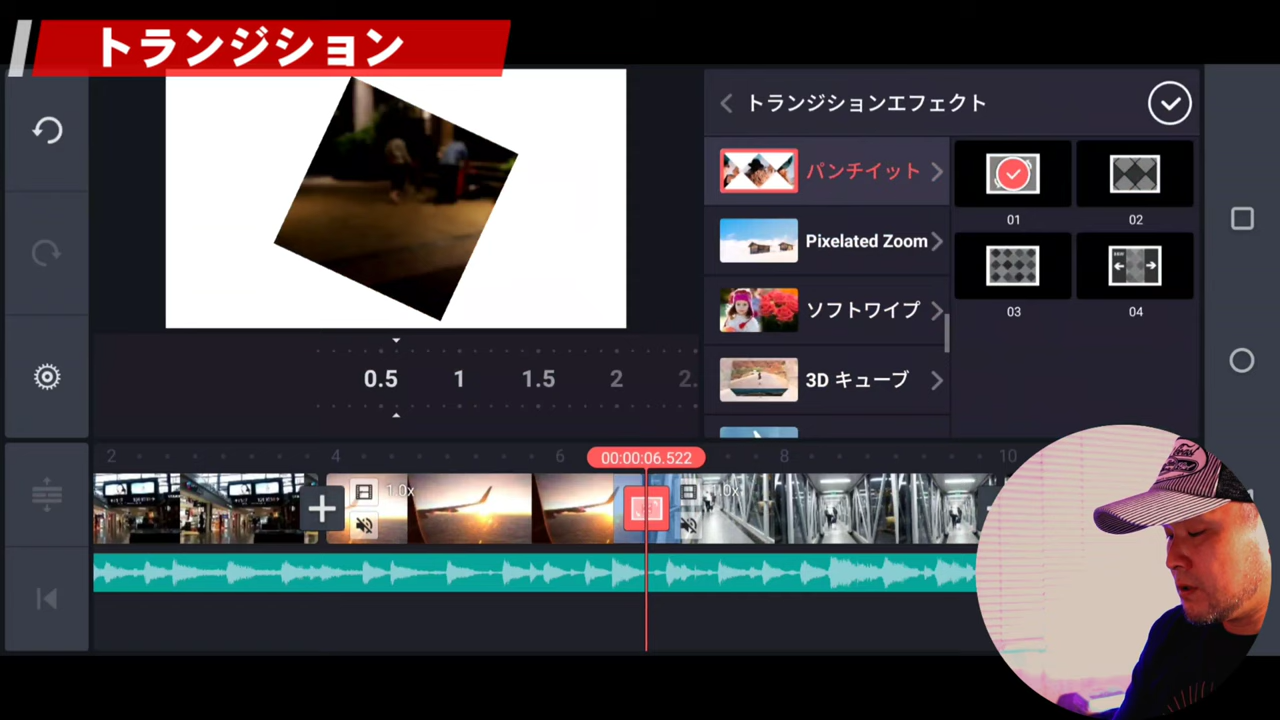 トランジション
トランジションエフェクト
パンチイット
01
02
Pixelated Zoom
ソフトワイプ
03
04
3D キューブ
0.5
1
1.5
2
2.
2
4
6
00:00:06.522
8
10
1.0x
1.0x